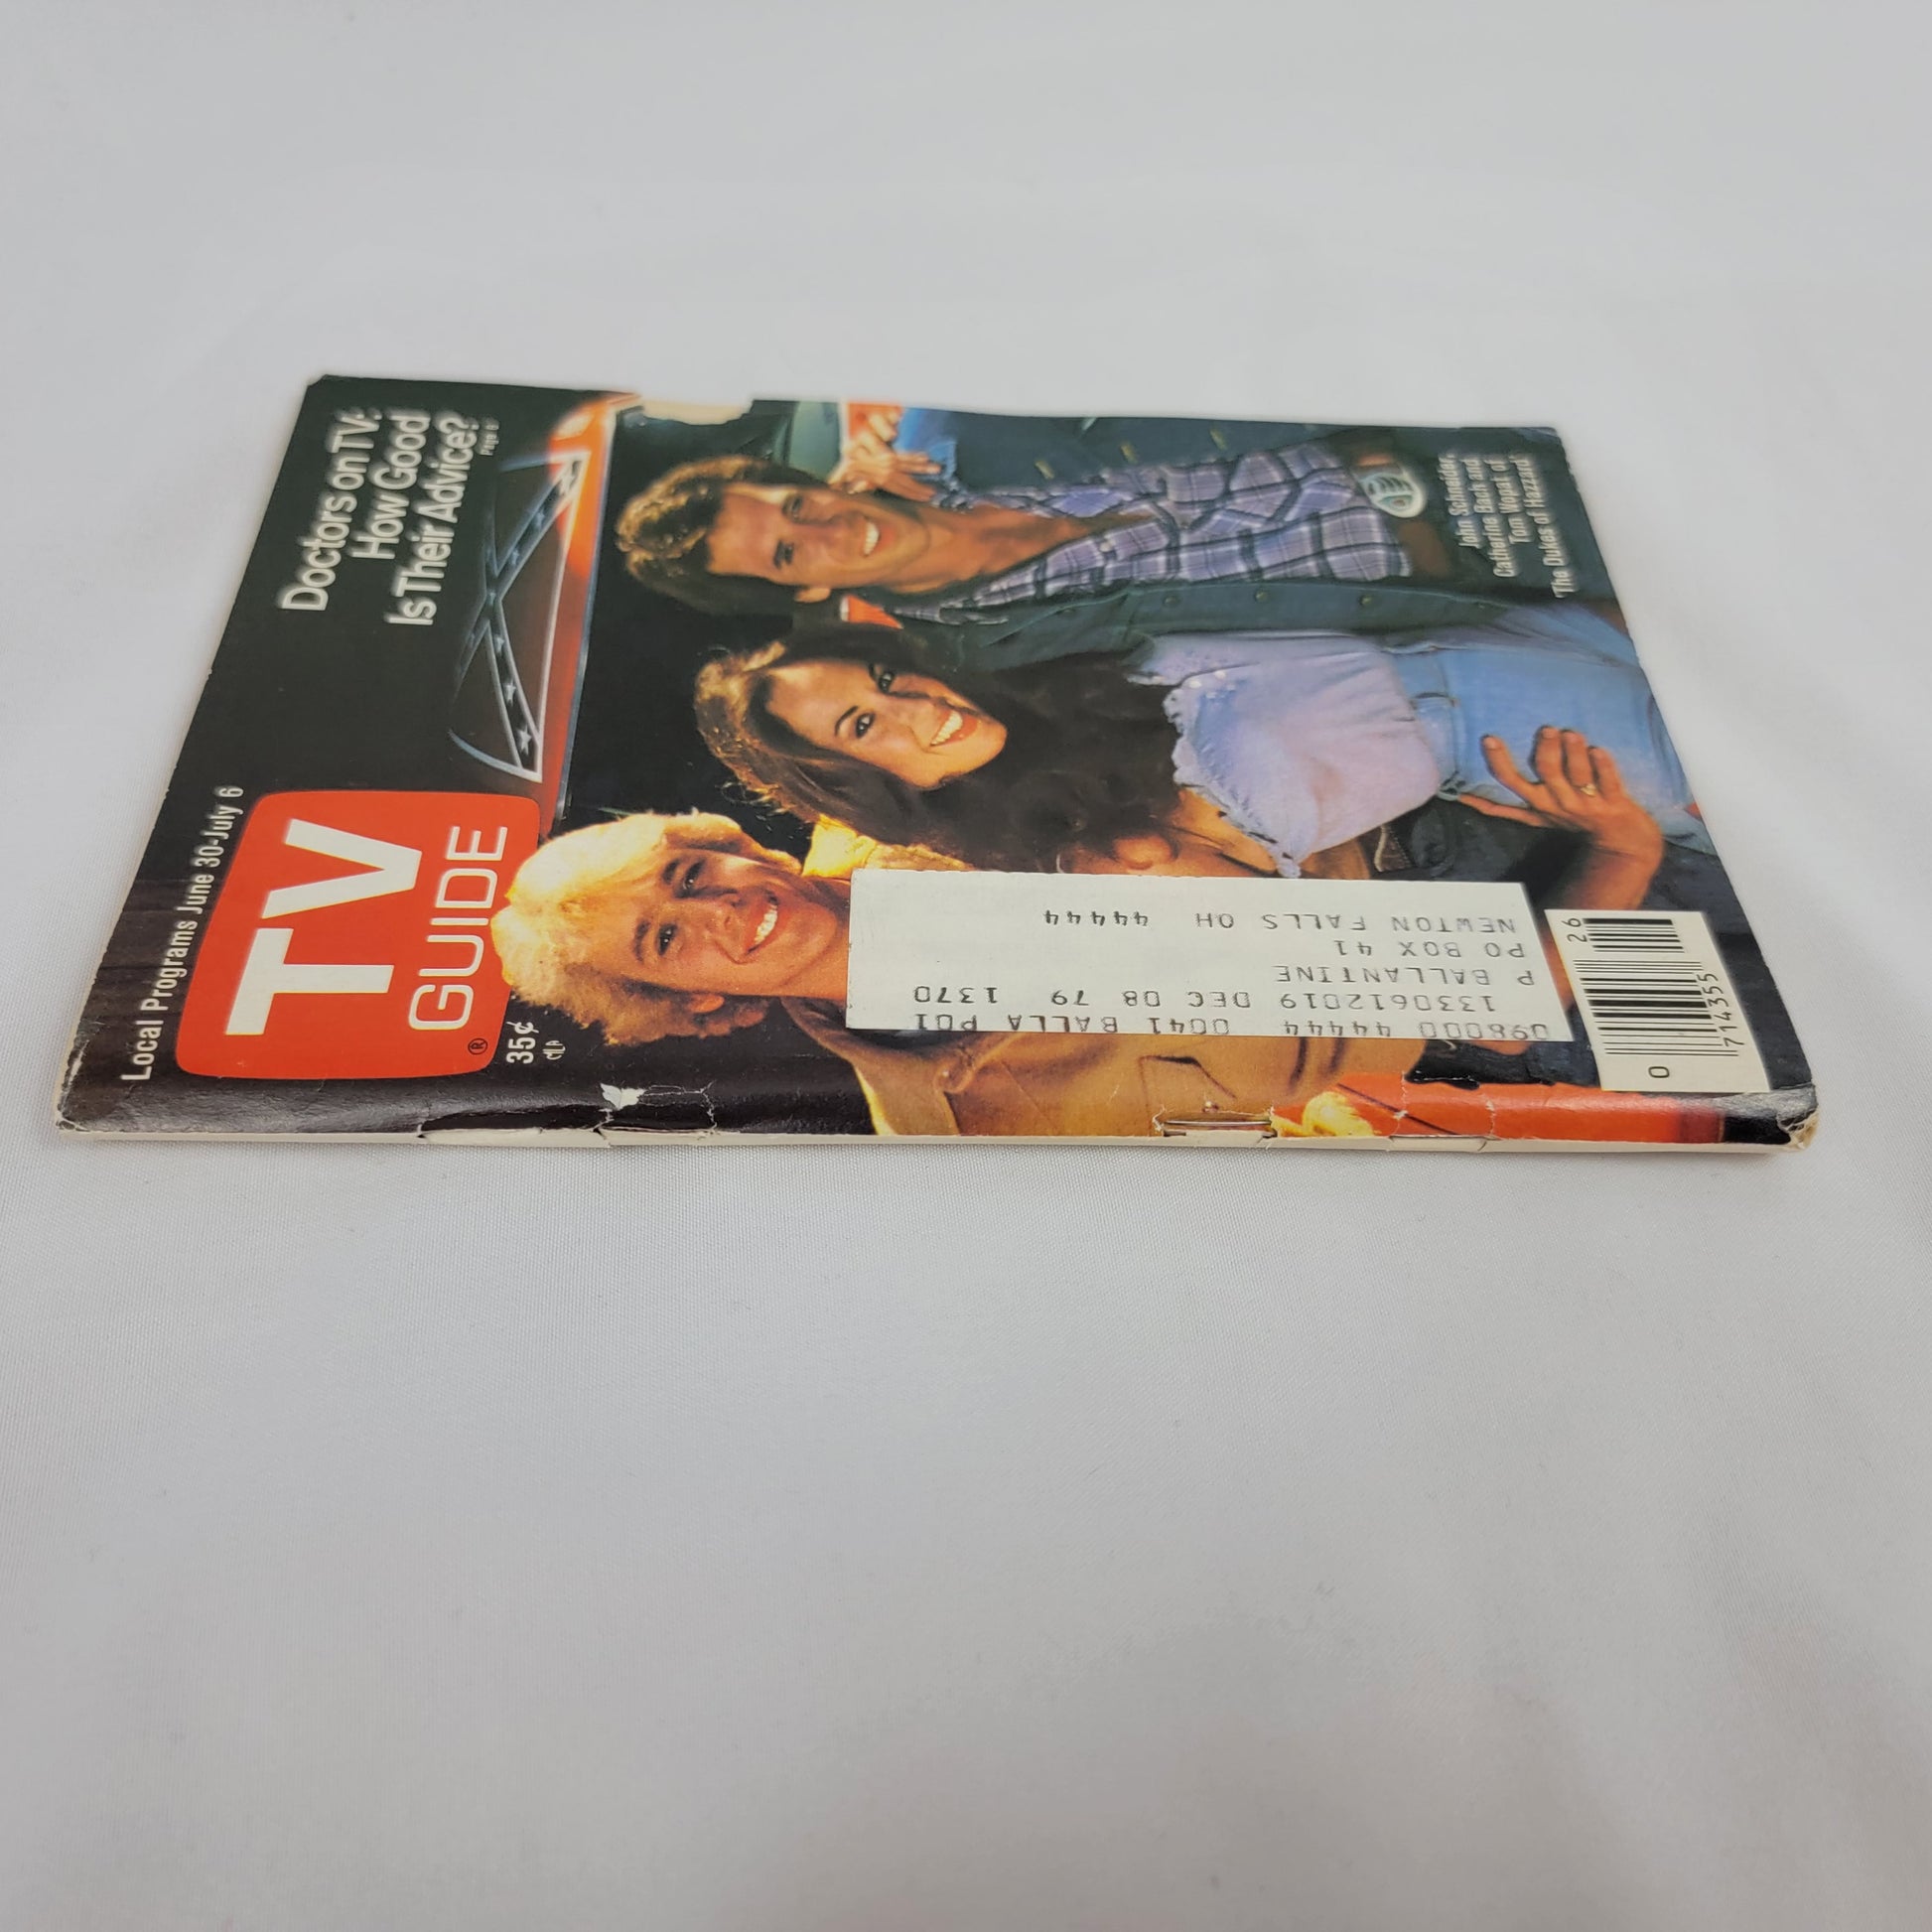 Local Programs June 30-July 6
TV
GUIDE
®
35¢
Doctors on TV:
How Good
Is Their Advice?
Page 6
John Schneider,
Catherine Bach and
Tom Wopat of
'The Dukes of Hazzard'
098000 44444 0041 BALLA P01
1330612019 DEC 08 79 1370
P BALLANTINE
PO BOX 41
NEWTON FALLS OH 44444
0
714355
26